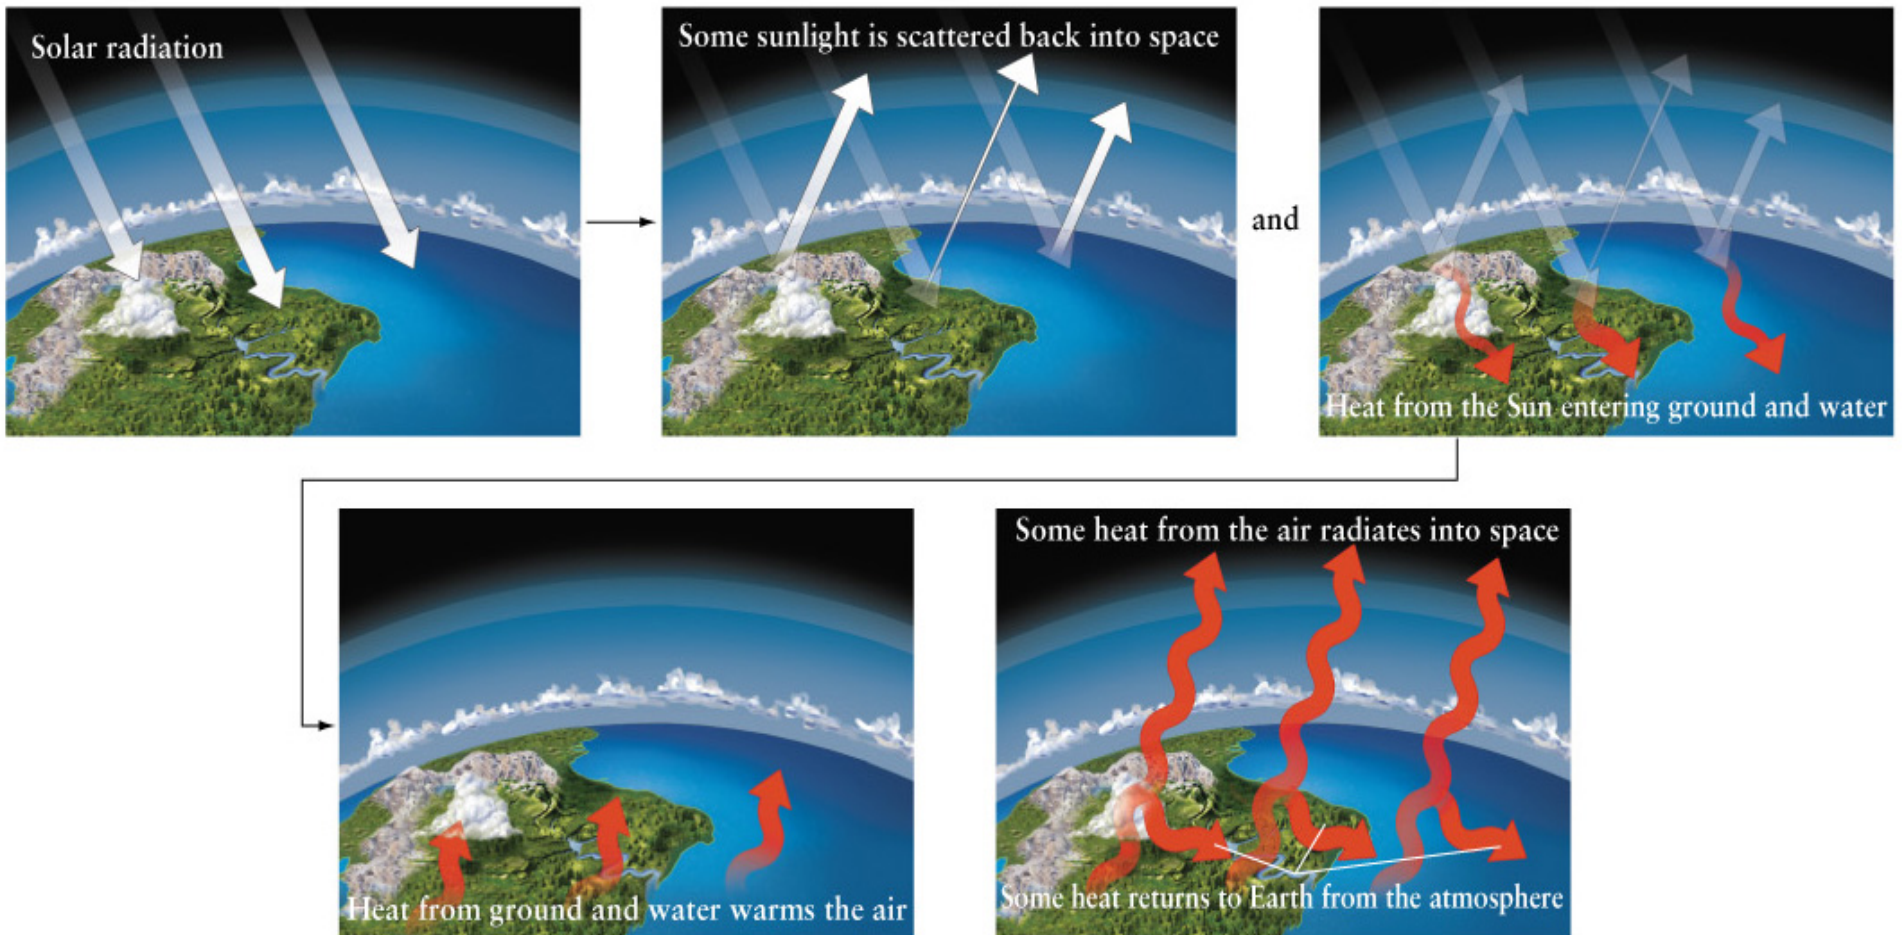 Solar radiation
Some sunlight is scattered back into space
and
Heat from the Sun entering ground and water
Heat from ground and water warms the air
Some heat from the air radiates into space
Some heat returns to Earth from the atmosphere